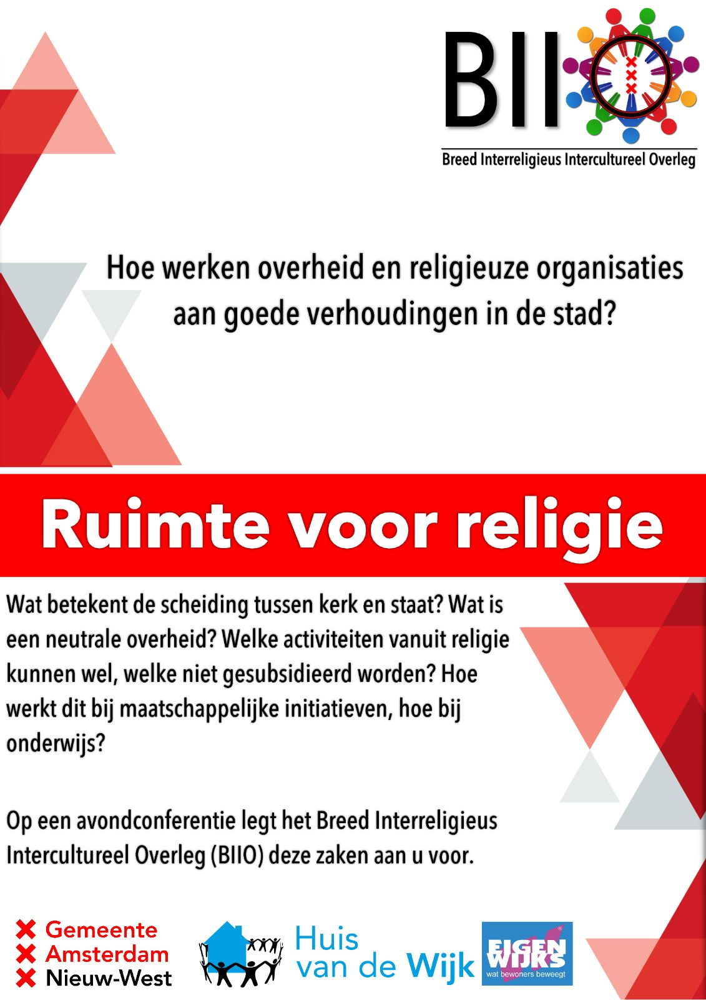 BIIO
Breed Interreligieus Intercultureel Overleg
Hoe werken overheid en religieuze organisaties
aan goede verhoudingen in de stad?
Ruimte voor religie
Wat betekent de scheiding tussen kerk en staat? Wat is
een neutrale overheid? Welke activiteiten vanuit religie
kunnen wel, welke niet gesubsidieerd worden? Hoe
werkt dit bij maatschappelijke initiatieven, hoe bij
onderwijs?
Op een avondconferentie legt het Breed Interreligieus
Intercultureel Overleg (BIIO) deze zaken aan u voor.
Gemeente
Amsterdam
Nieuw-West
Huis
van de Wijk
EIGEN
WIJKS
®
wat bewoners beweegt